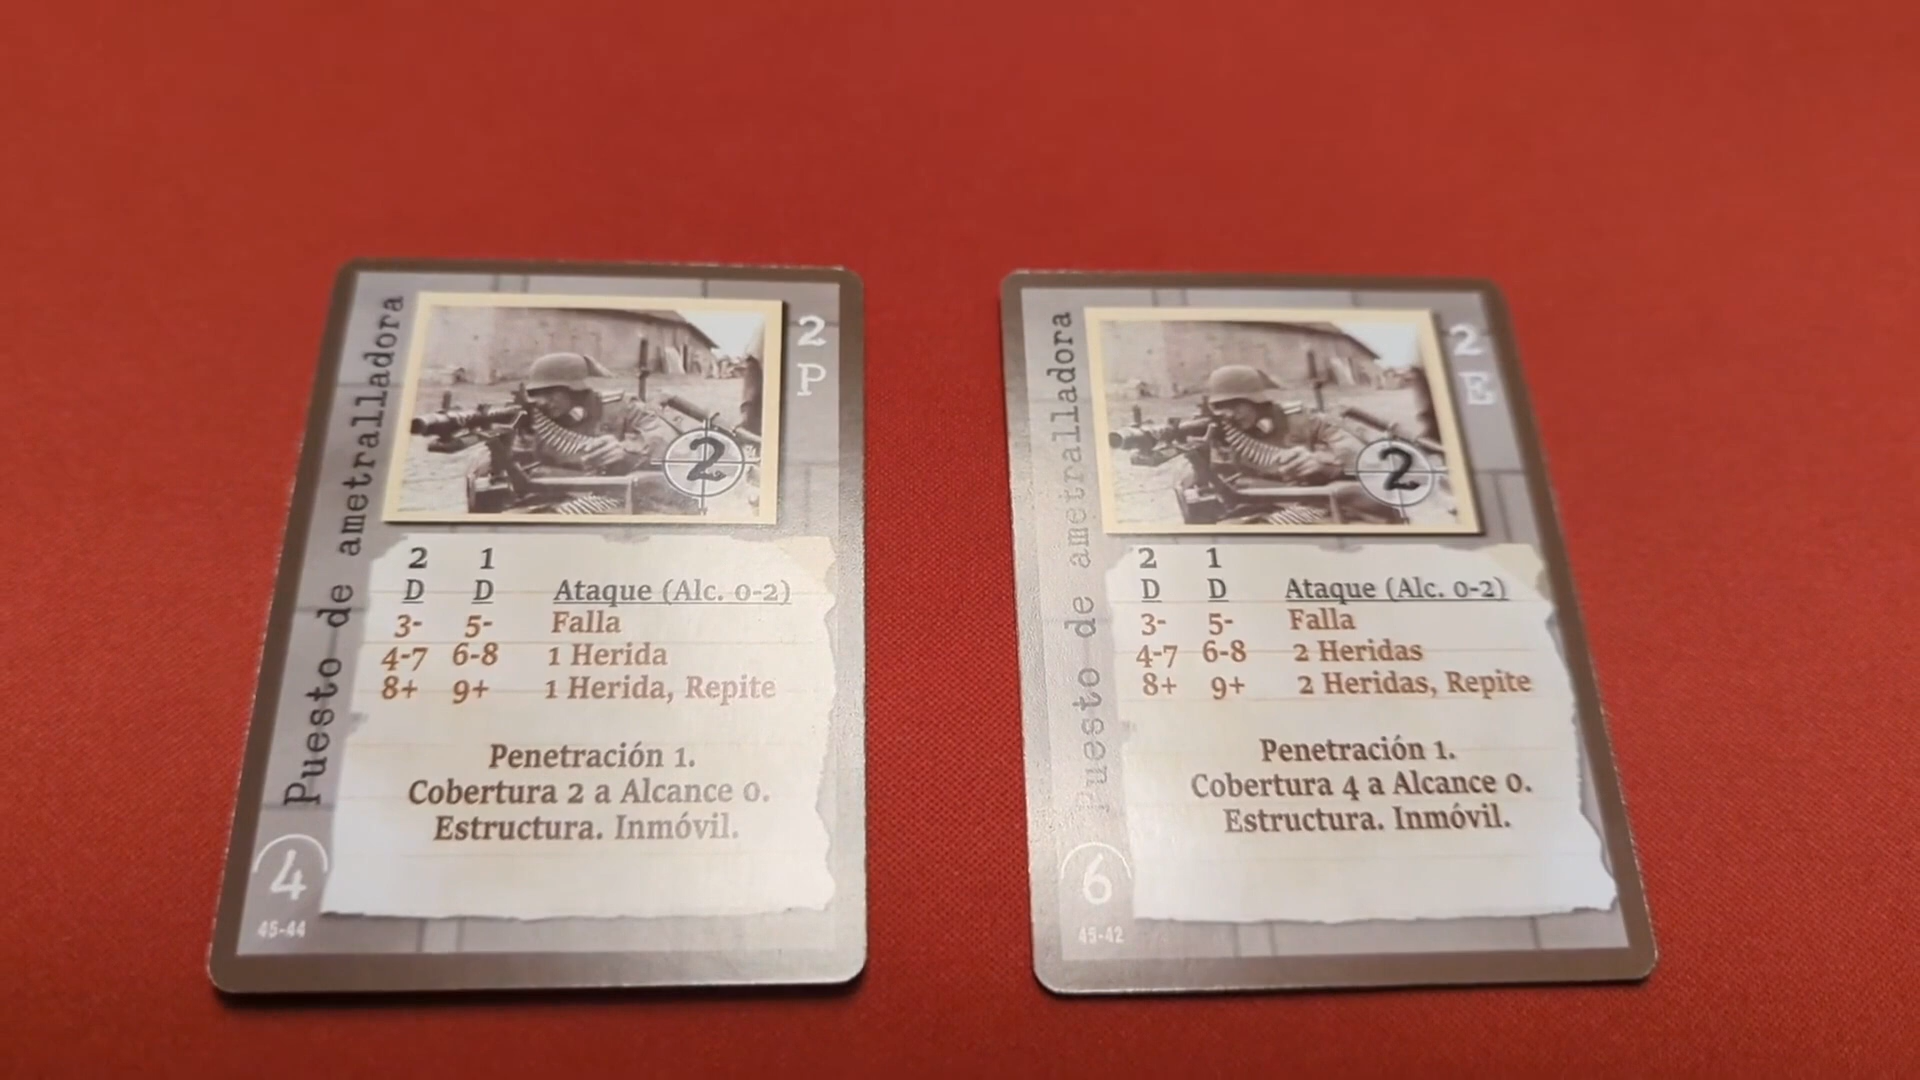 Puesto de ametralladora
2
P
2
2 1
D D Ataque (Alc. 0-2)
3- 5- Falla
4-7 6-8 1 Herida
8+ 9+ 1 Herida, Repite
Penetración 1.
Cobertura 2 a Alcance 0.
Estructura. Inmóvil.
4
45-44
Puesto de ametralladora
2
E
2
2 1
D D Ataque (Alc. 0-2)
3- 5- Falla
4-7 6-8 2 Heridas
8+ 9+ 2 Heridas, Repite
Penetración 1.
Cobertura 4 a Alcance 0.
Estructura. Inmóvil.
6
45-42